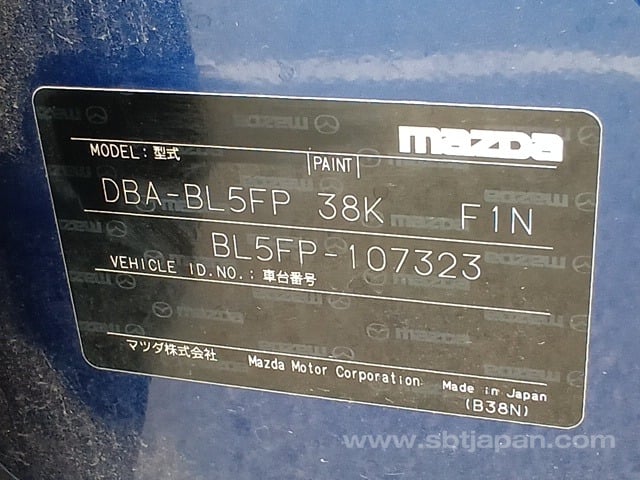 mazda
MODEL: 型式 PAINT
DBA-BL5FP 38K F1N
BL5FP-107323
VEHICLE ID.NO.: 車台番号
マツダ株式会社 Mazda Motor Corporation Made in Japan
(B38N)
www.sbtjapan.com